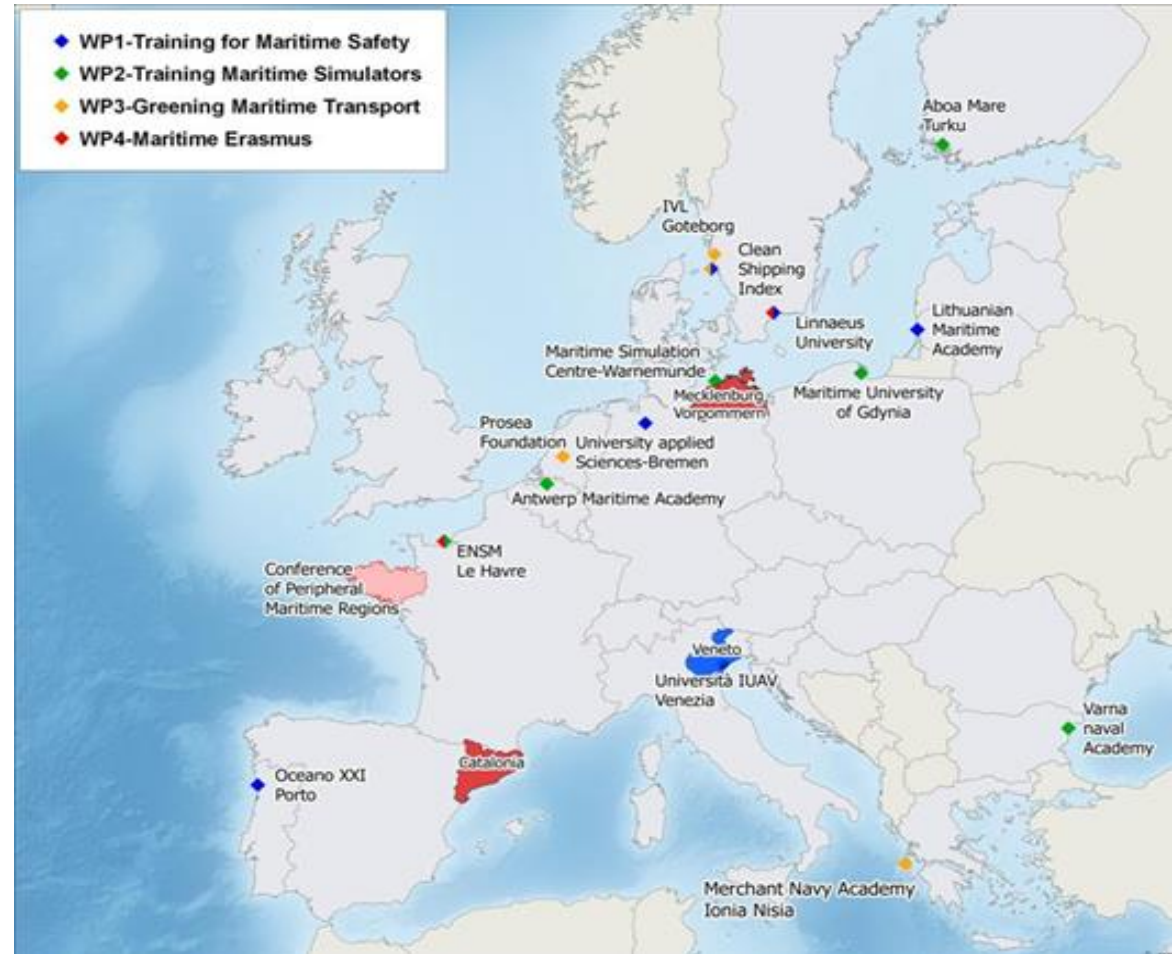 WP1-Training for Maritime Safety
WP2-Training Maritime Simulators
WP3-Greening Maritime Transport
WP4-Maritime Erasmus
Aboa Mare
Turku
IVL
Goteborg
Clean
Shipping
Index
Linnaeus
University
Lithuanian
Maritime
Academy
Maritime Simulation
Centre-Warnemunde
Mecklenburg
Vorpommern
Maritime University
of Gdynia
Prosea
Foundation
University applied
Sciences-Bremen
Antwerp Maritime Academy
ENSM
Le Havre
Conference
of Peripheral
Maritime Regions
Veneto
Università IUAV
Venezia
Varna
naval
Academy
Catalonia
Oceano XXI
Porto
Merchant Navy Academy
Ionia Nisia